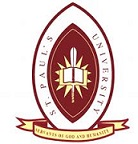 ST PAUL'S UNIVERSITY
SERVANTS OF GOD AND HUMANITY